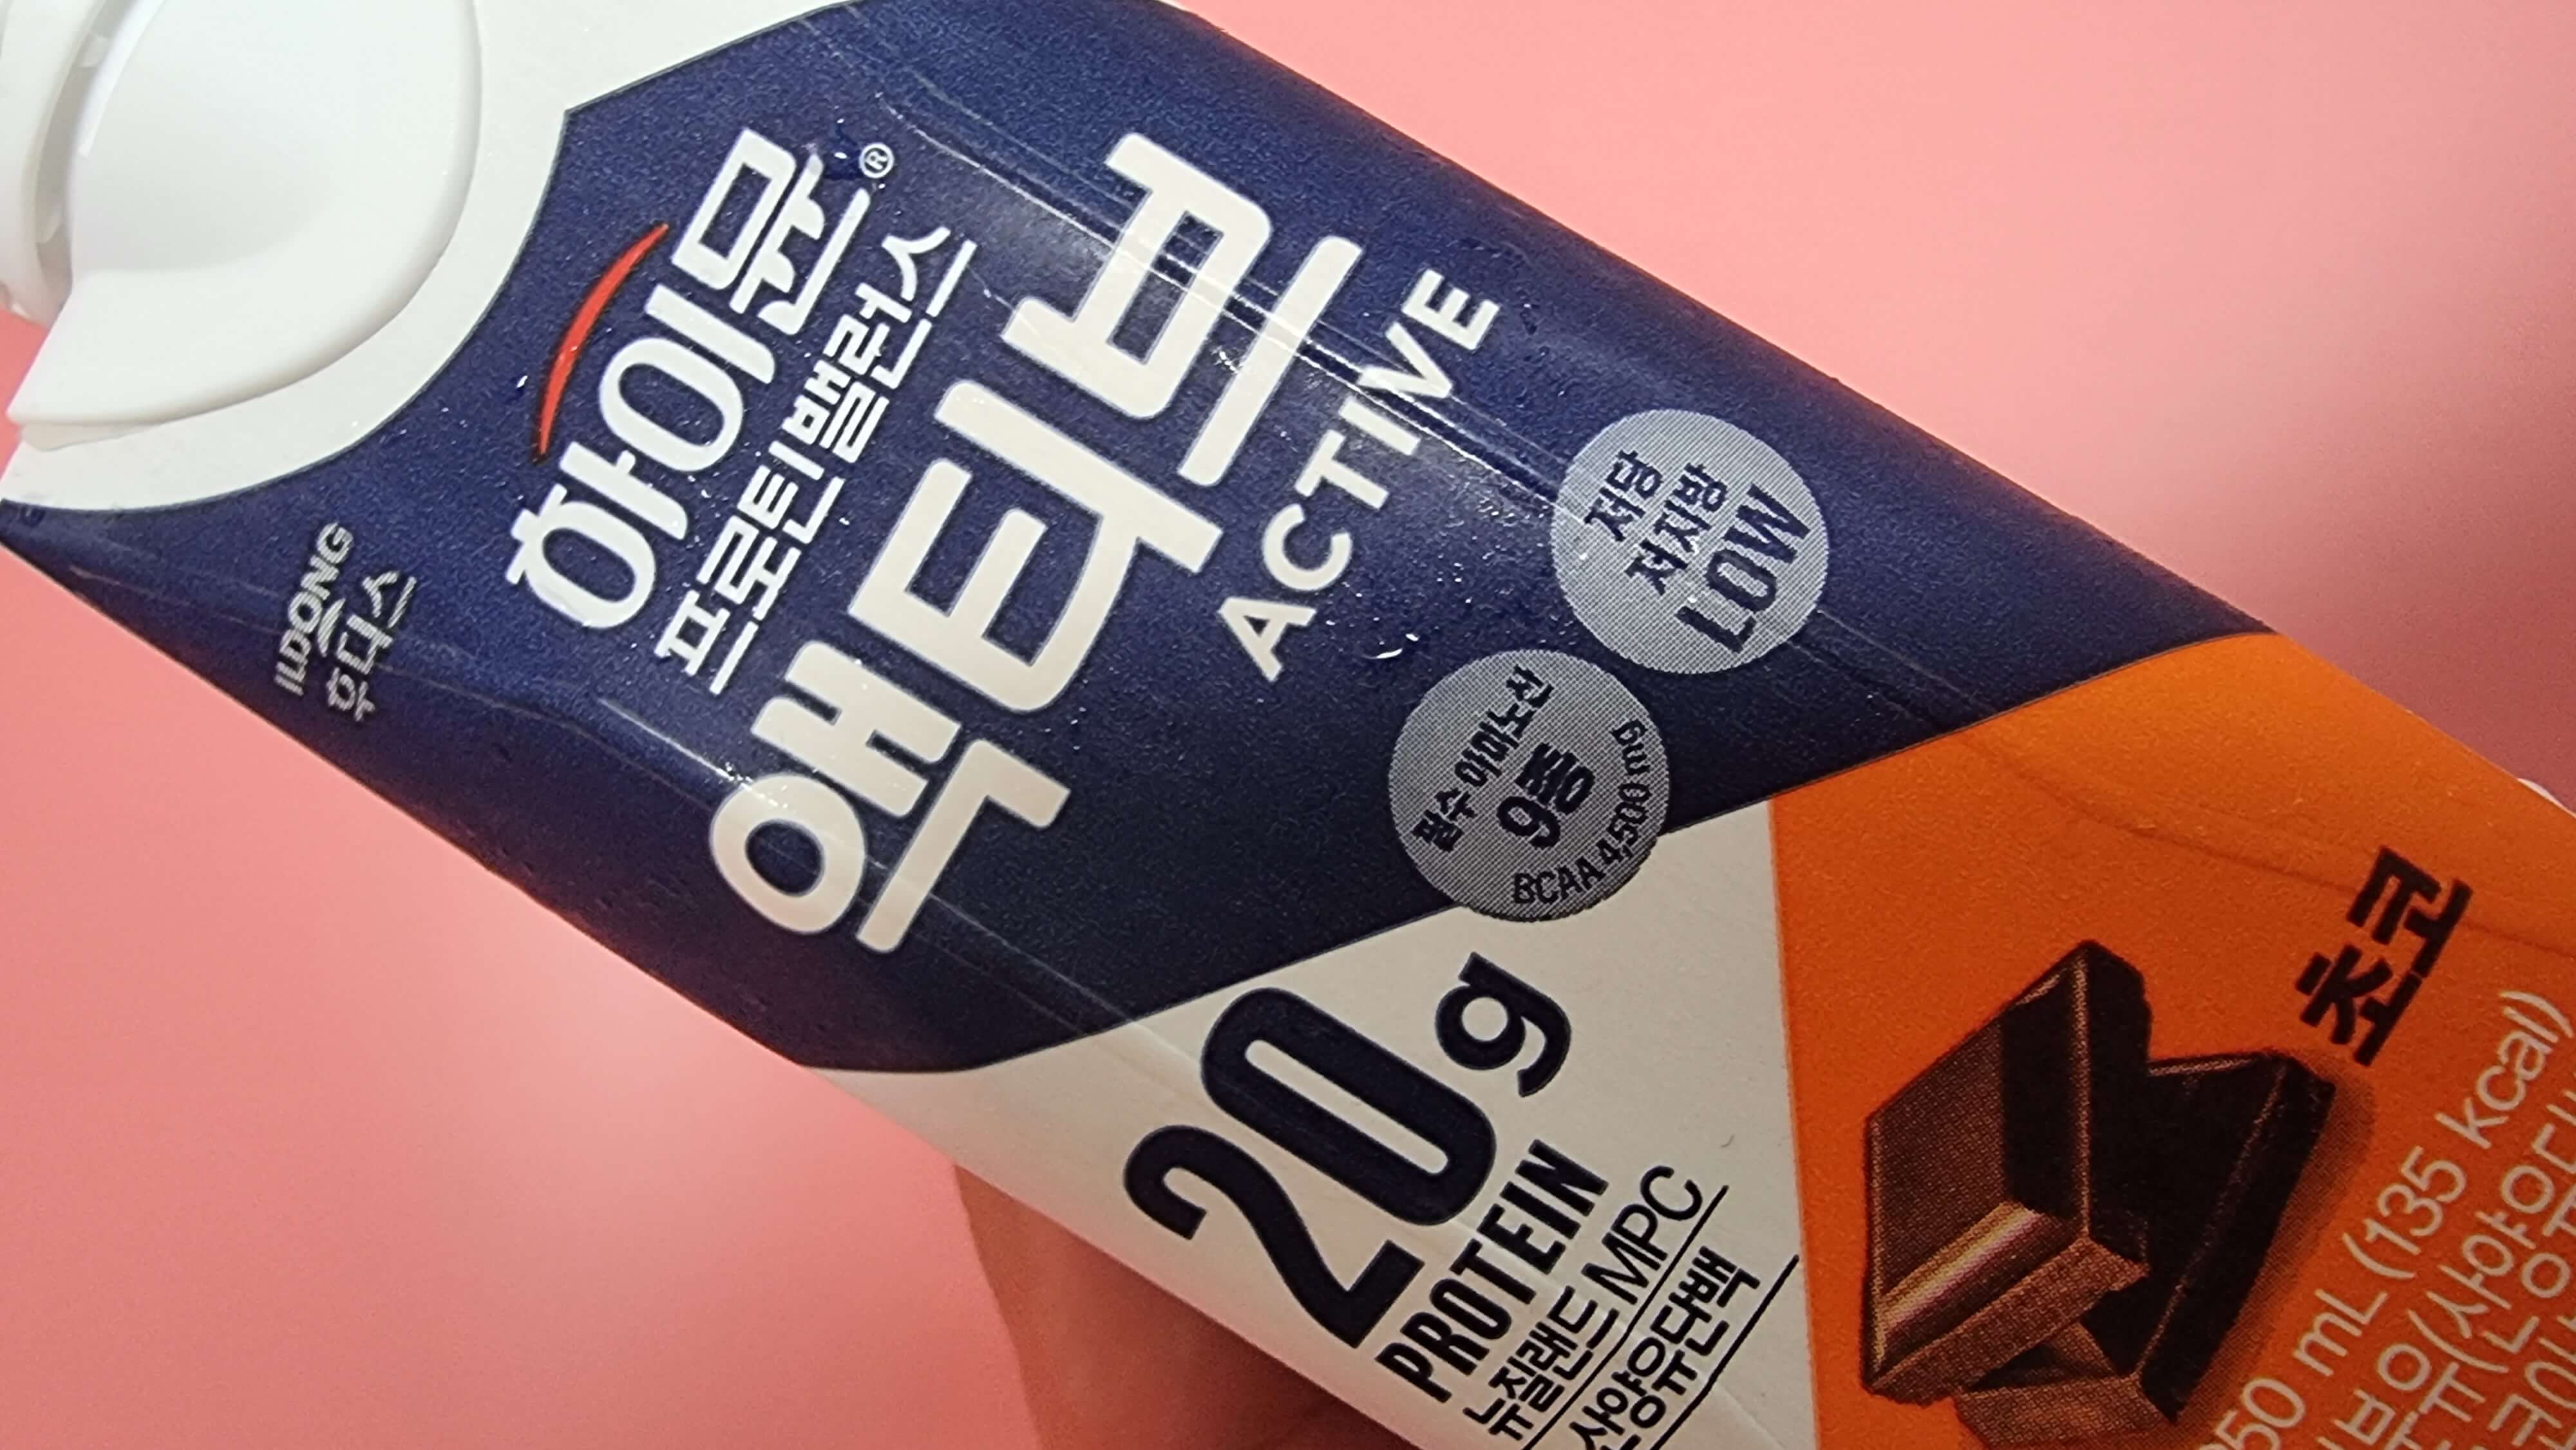 ILDONG
후디스
하이뮨®
프로틴밸런스
액티브
ACTIVE
저당
저지방
LOW
필수 아미노산
9종
BCAA 4,500 mg
20g
PROTEIN
뉴질랜드 MPC
산양유단백
초코
250 mL (135 kcal)